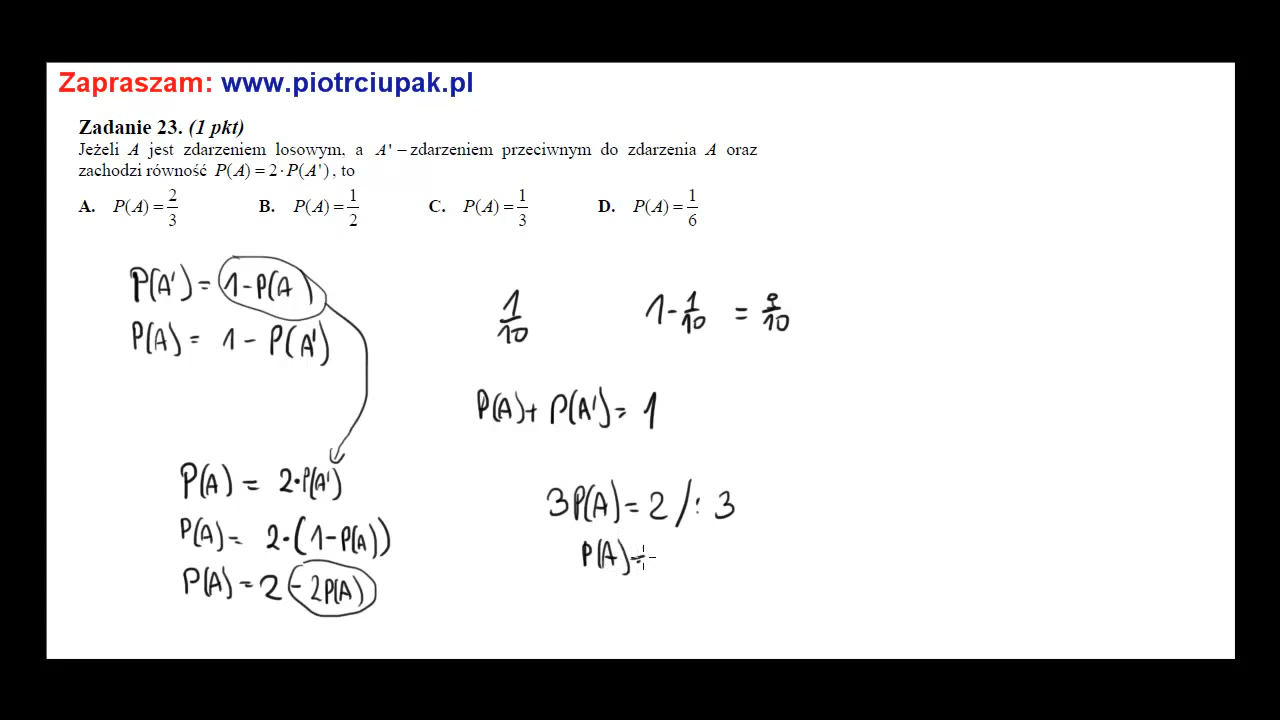 Zapraszam: www.piotrciupak.pl
Zadanie 23. (1 pkt)
Jeżeli A jest zdarzeniem losowym, a A' – zdarzeniem przeciwnym do zdarzenia A oraz
zachodzi równość P(A) = 2 · P(A'), to
A. P(A) = 2/3 B. P(A) = 1/2 C. P(A) = 1/3 D. P(A) = 1/6
P(A') = 1 - P(A)
P(A) = 1 - P(A')
1/10 1 - 1/10 = 9/10
P(A) + P(A') = 1
P(A) = 2·P(A')
P(A) = 2·(1 - P(A))
P(A) = 2 - 2P(A)
3P(A) = 2 /: 3
P(A) =